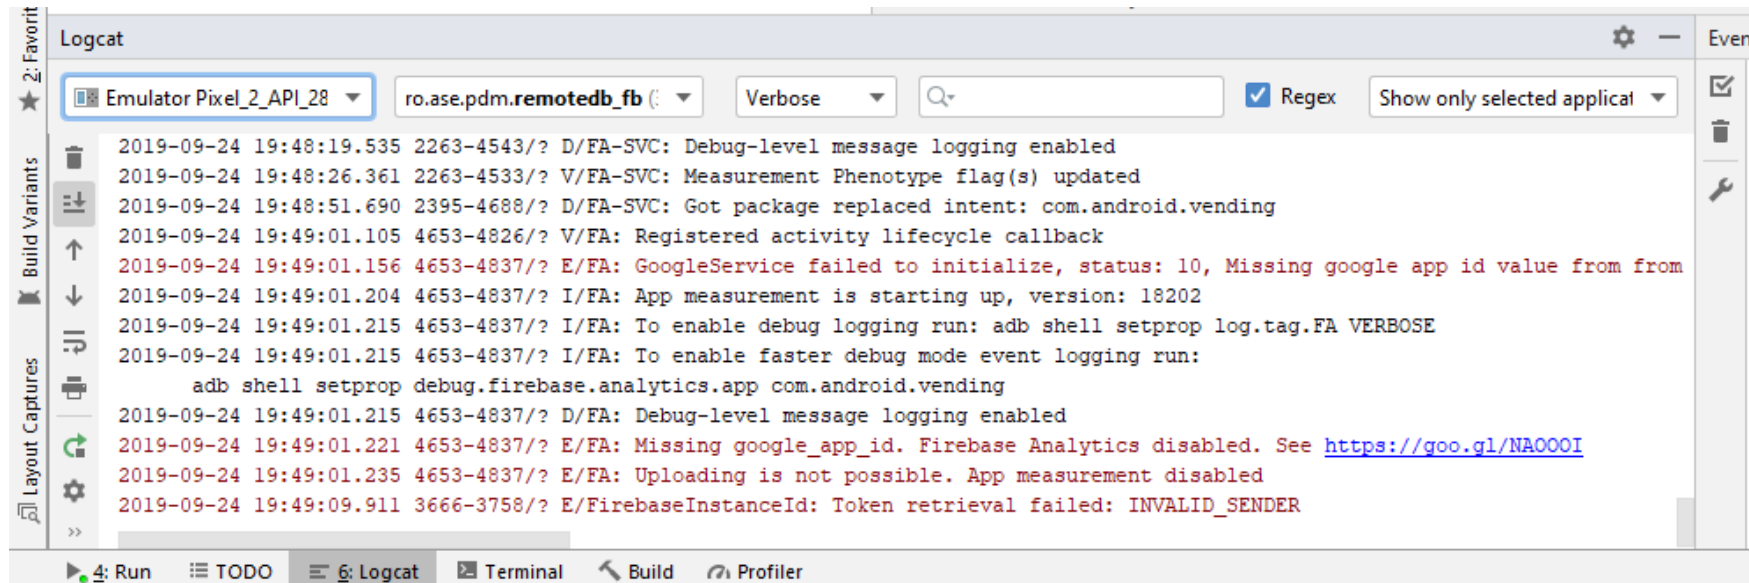 2: Favorit
Logcat
Even
Emulator Pixel_2_API_28
ro.ase.pdm.remotedb_fb (
Verbose
Regex
Show only selected applicat
2019-09-24 19:48:19.535 2263-4543/? D/FA-SVC: Debug-level message logging enabled
2019-09-24 19:48:26.361 2263-4533/? V/FA-SVC: Measurement Phenotype flag(s) updated
2019-09-24 19:48:51.690 2395-4688/? D/FA-SVC: Got package replaced intent: com.android.vending
2019-09-24 19:49:01.105 4653-4826/? V/FA: Registered activity lifecycle callback
2019-09-24 19:49:01.156 4653-4837/? E/FA: GoogleService failed to initialize, status: 10, Missing google app id value from from
2019-09-24 19:49:01.204 4653-4837/? I/FA: App measurement is starting up, version: 18202
2019-09-24 19:49:01.215 4653-4837/? I/FA: To enable debug logging run: adb shell setprop log.tag.FA VERBOSE
2019-09-24 19:49:01.215 4653-4837/? I/FA: To enable faster debug mode event logging run:
adb shell setprop debug.firebase.analytics.app com.android.vending
2019-09-24 19:49:01.215 4653-4837/? D/FA: Debug-level message logging enabled
2019-09-24 19:49:01.221 4653-4837/? E/FA: Missing google_app_id. Firebase Analytics disabled. See https://goo.gl/NAOOOI
2019-09-24 19:49:01.235 4653-4837/? E/FA: Uploading is not possible. App measurement disabled
2019-09-24 19:49:09.911 3666-3758/? E/FirebaseInstanceId: Token retrieval failed: INVALID_SENDER
Build Variants
Layout Captures
4: Run
TODO
6: Logcat
Terminal
Build
Profiler